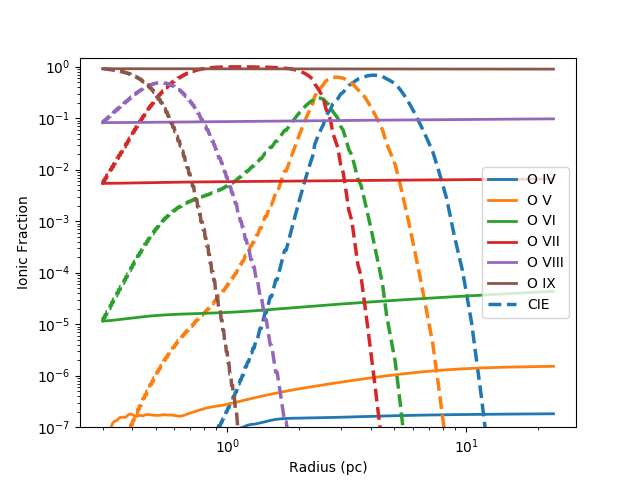 10⁰
10⁻¹
10⁻²
10⁻³
10⁻⁴
10⁻⁵
10⁻⁶
10⁻⁷
Ionic Fraction
O IV
O V
O VI
O VII
O VIII
O IX
CIE
10⁰ 10¹
Radius (pc)